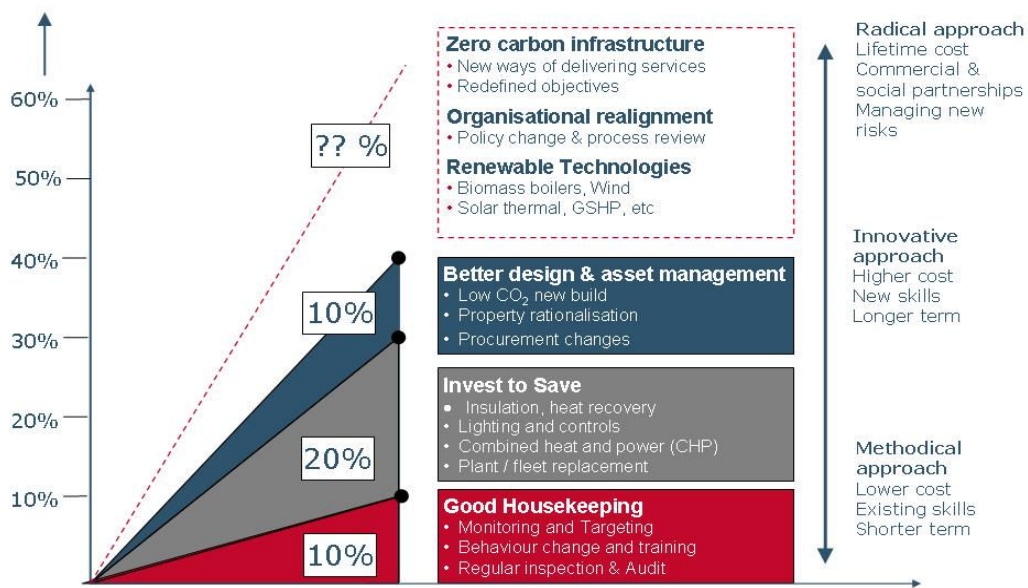 60%
50%
40%
30%
20%
10%
?? %
10%
20%
10%
Zero carbon infrastructure
• New ways of delivering services
• Redefined objectives
Organisational realignment
• Policy change & process review
Renewable Technologies
• Biomass boilers, Wind
• Solar thermal, GSHP, etc
Better design & asset management
• Low CO₂ new build
• Property rationalisation
• Procurement changes
Invest to Save
• Insulation, heat recovery
• Lighting and controls
• Combined heat and power (CHP)
• Plant / fleet replacement
Good Housekeeping
• Monitoring and Targeting
• Behaviour change and training
• Regular inspection & Audit
Radical approach
Lifetime cost
Commercial &
social partnerships
Managing new
risks
Innovative
approach
Higher cost
New skills
Longer term
Methodical
approach
Lower cost
Existing skills
Shorter term